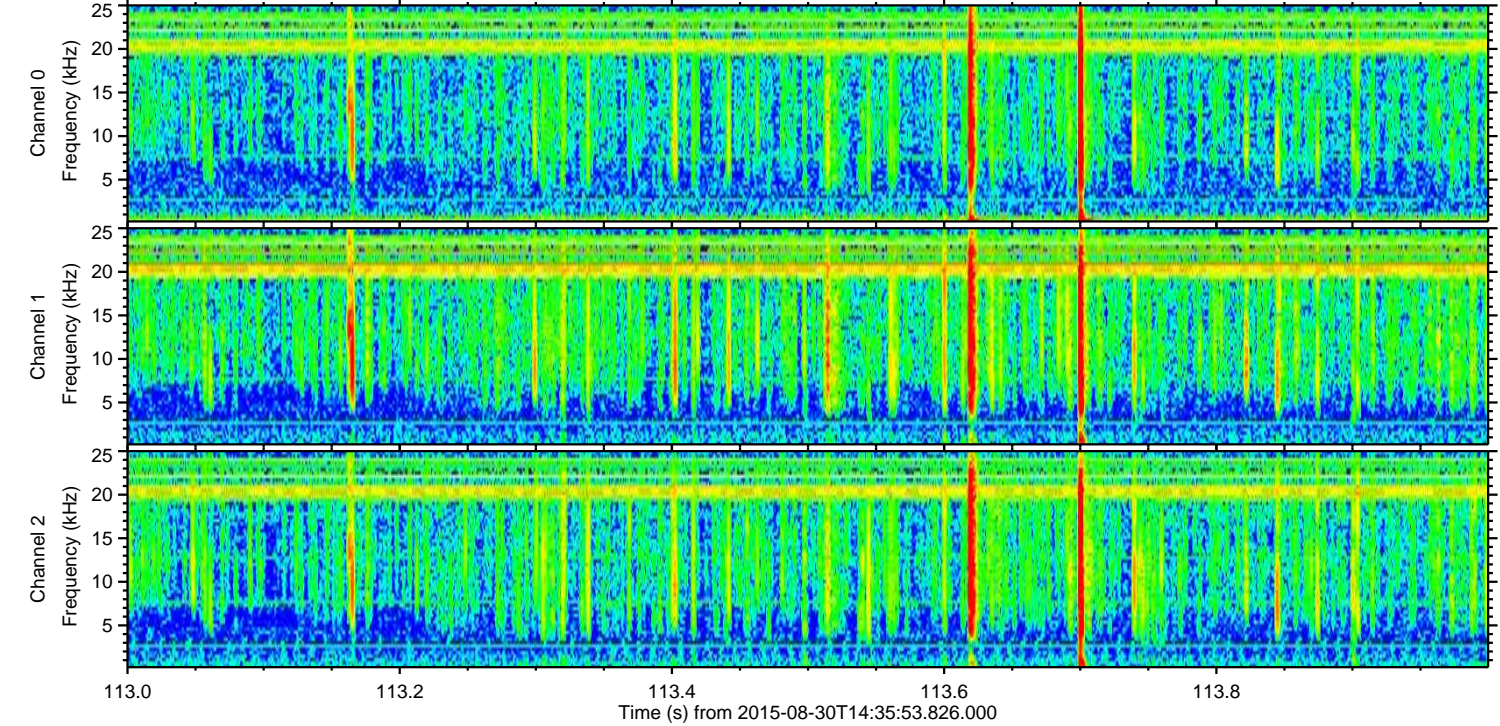 25
20
15
10
5
Channel 0
Frequency (kHz)
25
20
15
10
5
Channel 1
Frequency (kHz)
25
20
15
10
5
Channel 2
Frequency (kHz)
113.0 113.2 113.4 113.6 113.8
Time (s) from 2015-08-30T14:35:53.826.000